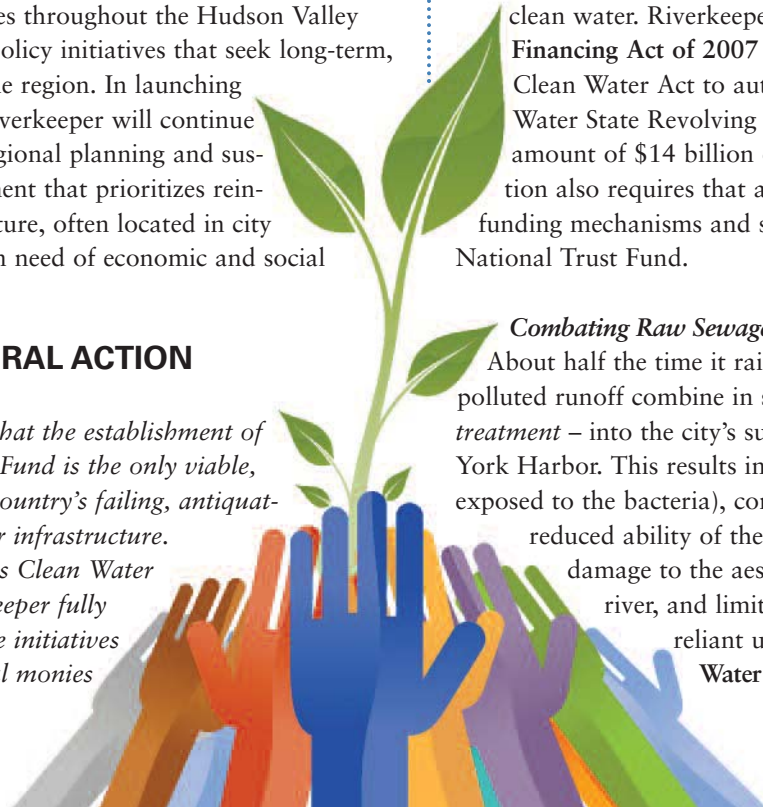 es throughout the Hudson Valley
olicy initiatives that seek long-term,
e region. In launching
verkeeper will continue
gional planning and sus-
ent that prioritizes rein-
ture, often located in city
n need of economic and social
RAL ACTION
hat the establishment of
Fund is the only viable,
ountry's failing, antiquat-
r infrastructure.
s Clean Water
eeper fully
e initiatives
l monies
clean water. Riverkeepe
Financing Act of 2007
Clean Water Act to aut
Water State Revolving
amount of $14 billion
tion also requires that a
funding mechanisms and s
National Trust Fund.
Combating Raw Sewage
About half the time it rai
polluted runoff combine in s
treatment – into the city's su
York Harbor. This results in
exposed to the bacteria), con
reduced ability of the
damage to the aes
river, and limit
reliant u
Water